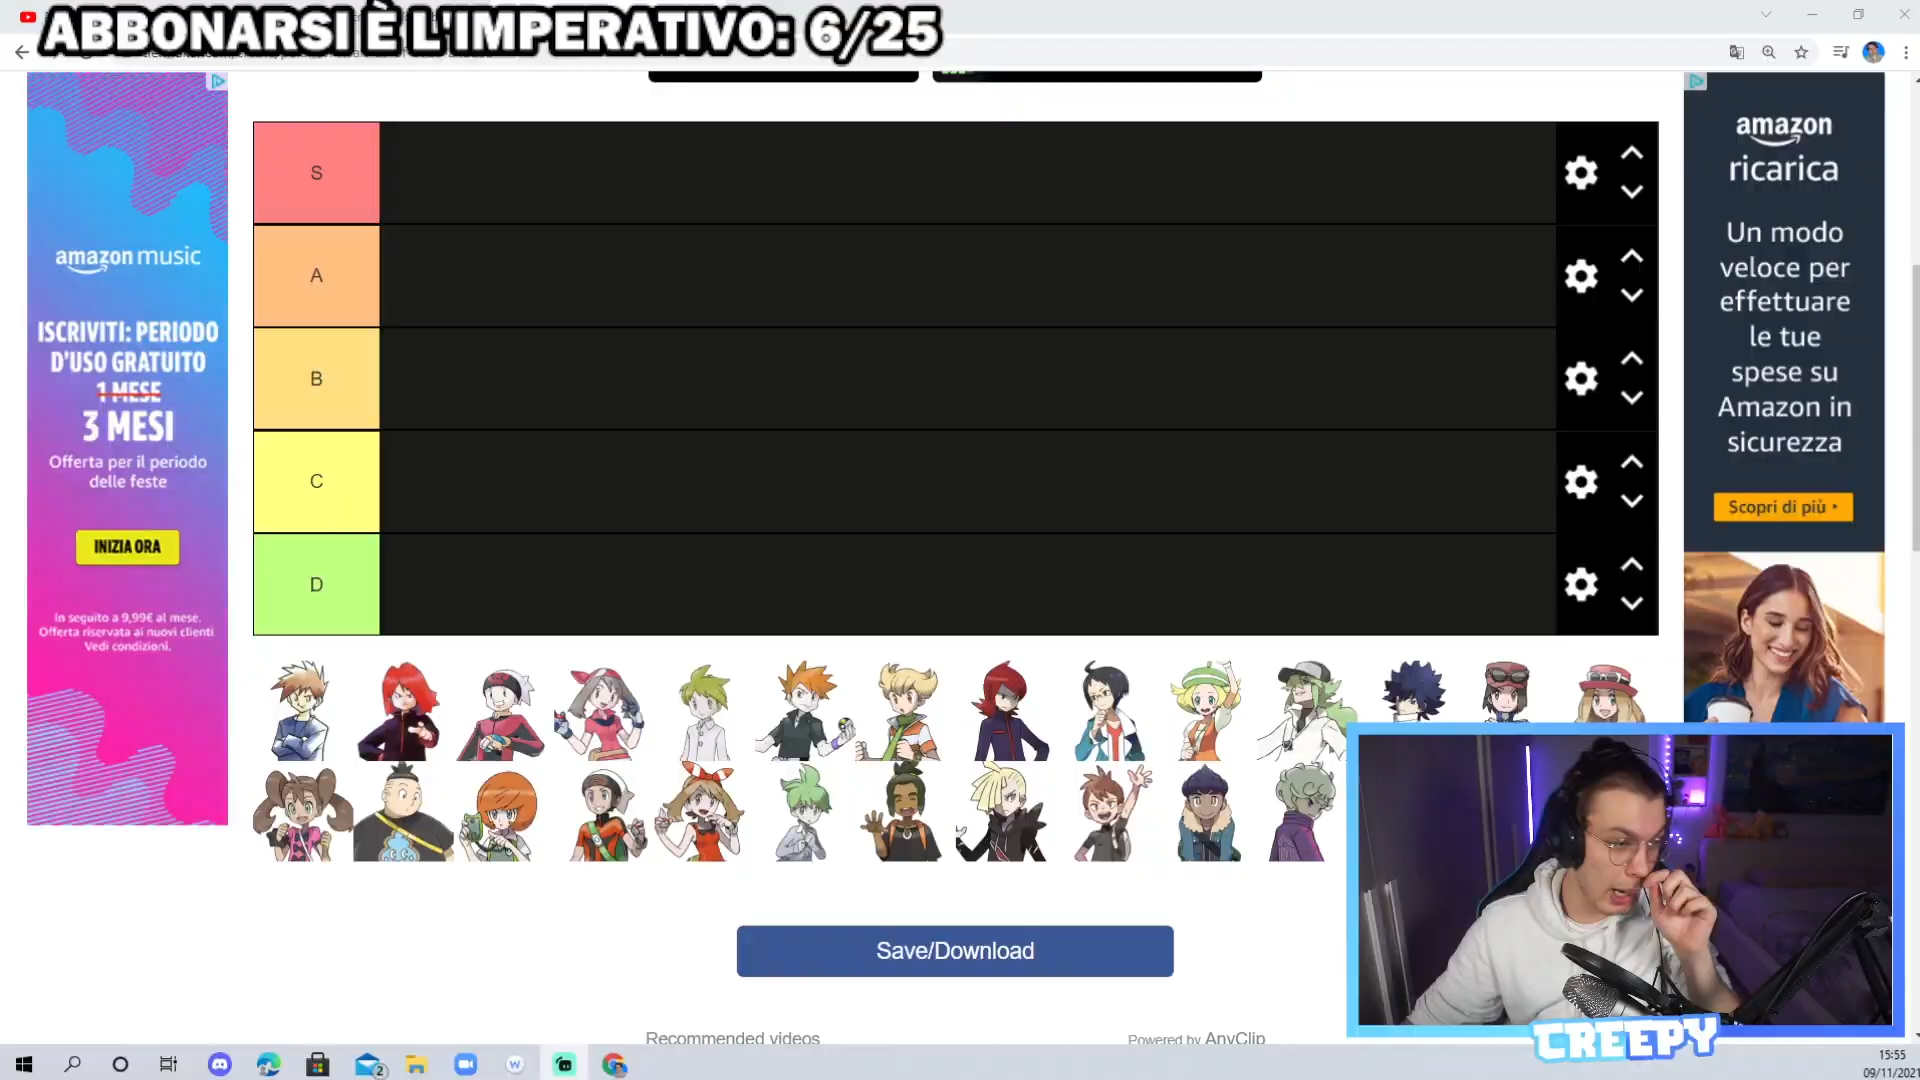 ABBONARSI È L'IMPERATIVO: 6/25
amazon music
ISCRIVITI: PERIODO
D'USO GRATUITO
1 MESE
3 MESI
Offerta per il periodo
delle feste
INIZIA ORA
In seguito a 9,99€ al mese.
Offerta riservata ai nuovi clienti
Vedi condizioni.
S
A
B
C
D
amazon
ricarica
Un modo
veloce per
effettuare
le tue
spese su
Amazon in
sicurezza
Scopri di più
Save/Download
Recommended videos
Powered by AnyClip
CREEPY
2
W
15:55
09/11/2021